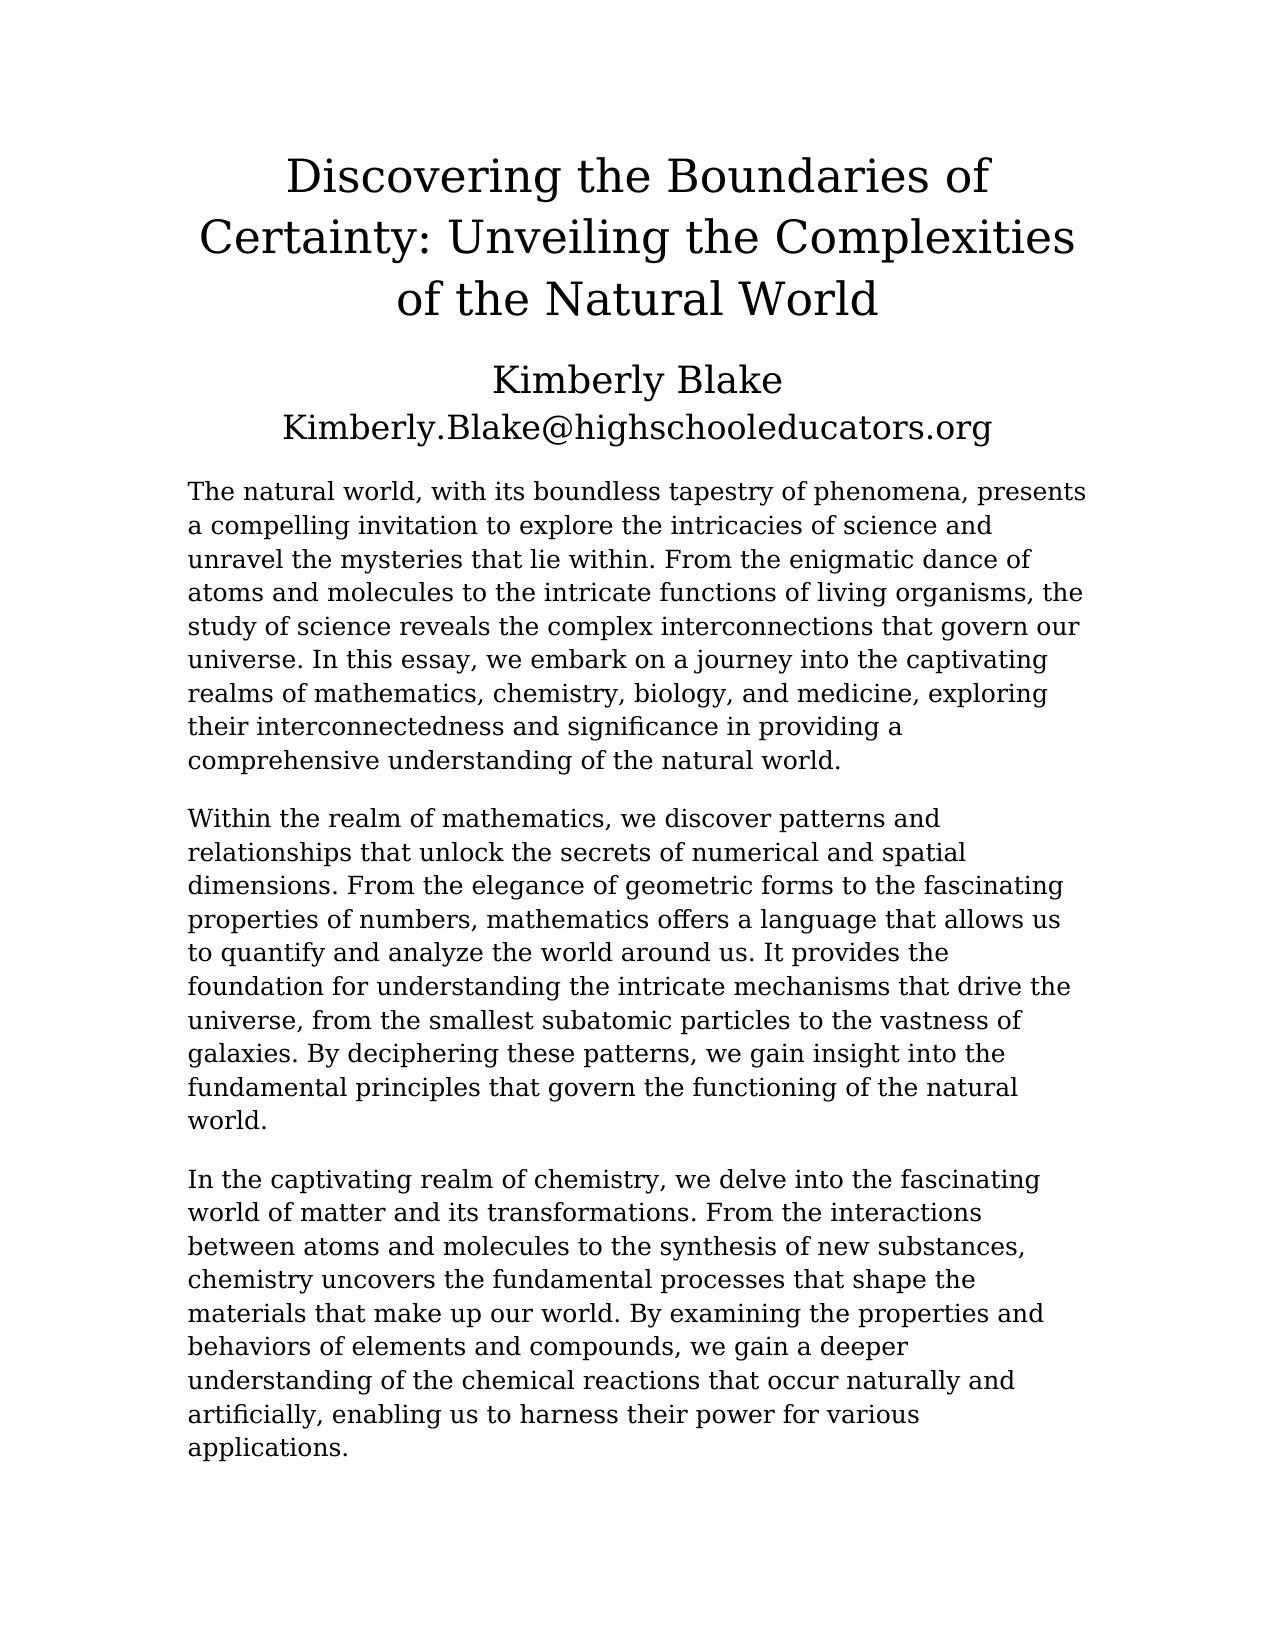 Discovering the Boundaries of
Certainty: Unveiling the Complexities
of the Natural World
Kimberly Blake
Kimberly.Blake@highschooleducators.org
The natural world, with its boundless tapestry of phenomena, presents
a compelling invitation to explore the intricacies of science and
unravel the mysteries that lie within. From the enigmatic dance of
atoms and molecules to the intricate functions of living organisms, the
study of science reveals the complex interconnections that govern our
universe. In this essay, we embark on a journey into the captivating
realms of mathematics, chemistry, biology, and medicine, exploring
their interconnectedness and significance in providing a
comprehensive understanding of the natural world.
Within the realm of mathematics, we discover patterns and
relationships that unlock the secrets of numerical and spatial
dimensions. From the elegance of geometric forms to the fascinating
properties of numbers, mathematics offers a language that allows us
to quantify and analyze the world around us. It provides the
foundation for understanding the intricate mechanisms that drive the
universe, from the smallest subatomic particles to the vastness of
galaxies. By deciphering these patterns, we gain insight into the
fundamental principles that govern the functioning of the natural
world.
In the captivating realm of chemistry, we delve into the fascinating
world of matter and its transformations. From the interactions
between atoms and molecules to the synthesis of new substances,
chemistry uncovers the fundamental processes that shape the
materials that make up our world. By examining the properties and
behaviors of elements and compounds, we gain a deeper
understanding of the chemical reactions that occur naturally and
artificially, enabling us to harness their power for various
applications.